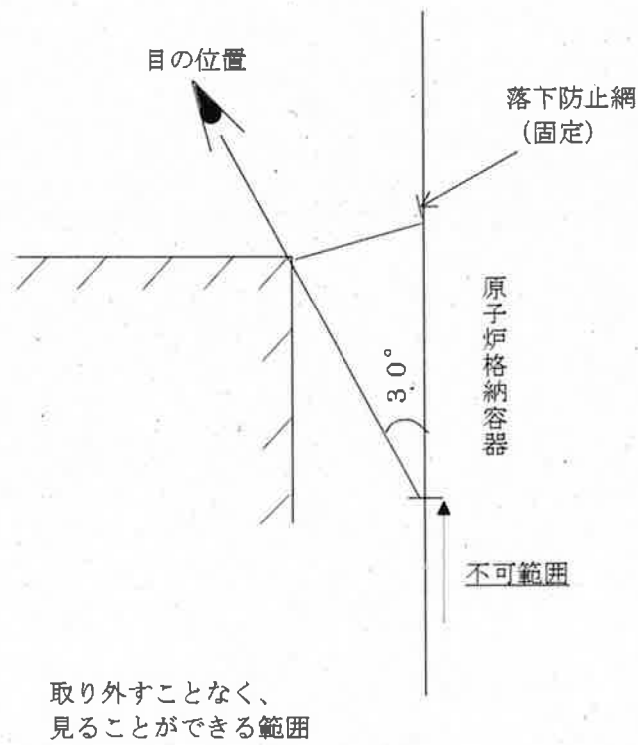 目の位置
落下防止網
(固定)
原子炉格納容器
30°
不可範囲
取り外すことなく、
見ることができる範囲